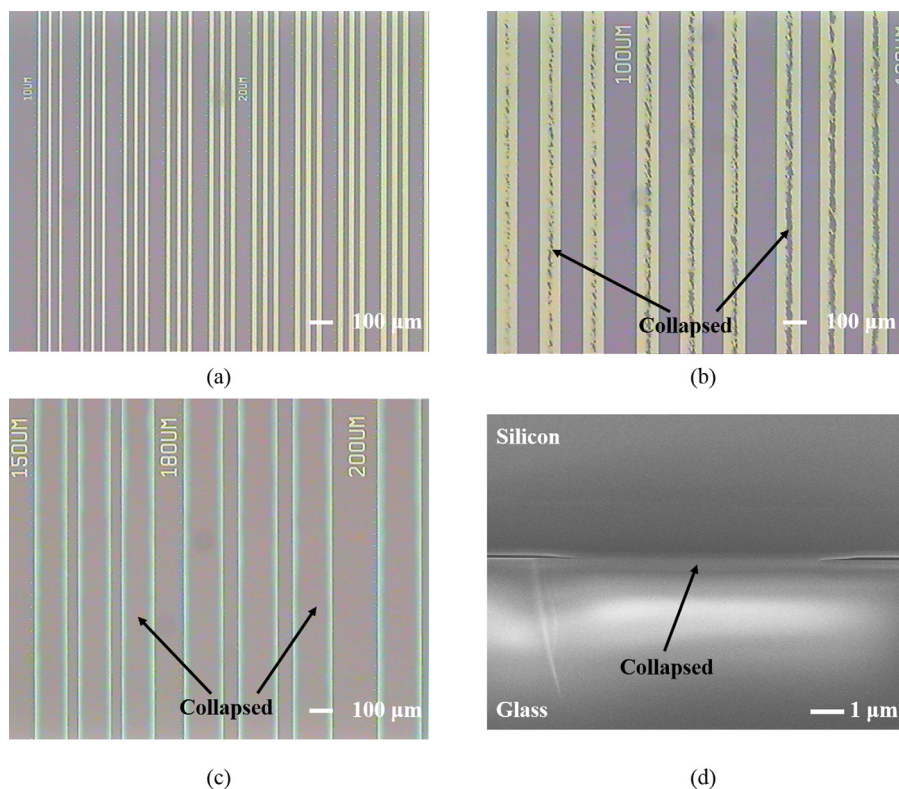 10UM
20UM
100 μm
(a)
100UM
Collapsed
100 μm
(b)
150UM
180UM
200UM
Collapsed
100 μm
(c)
Silicon
Collapsed
Glass
1 μm
(d)